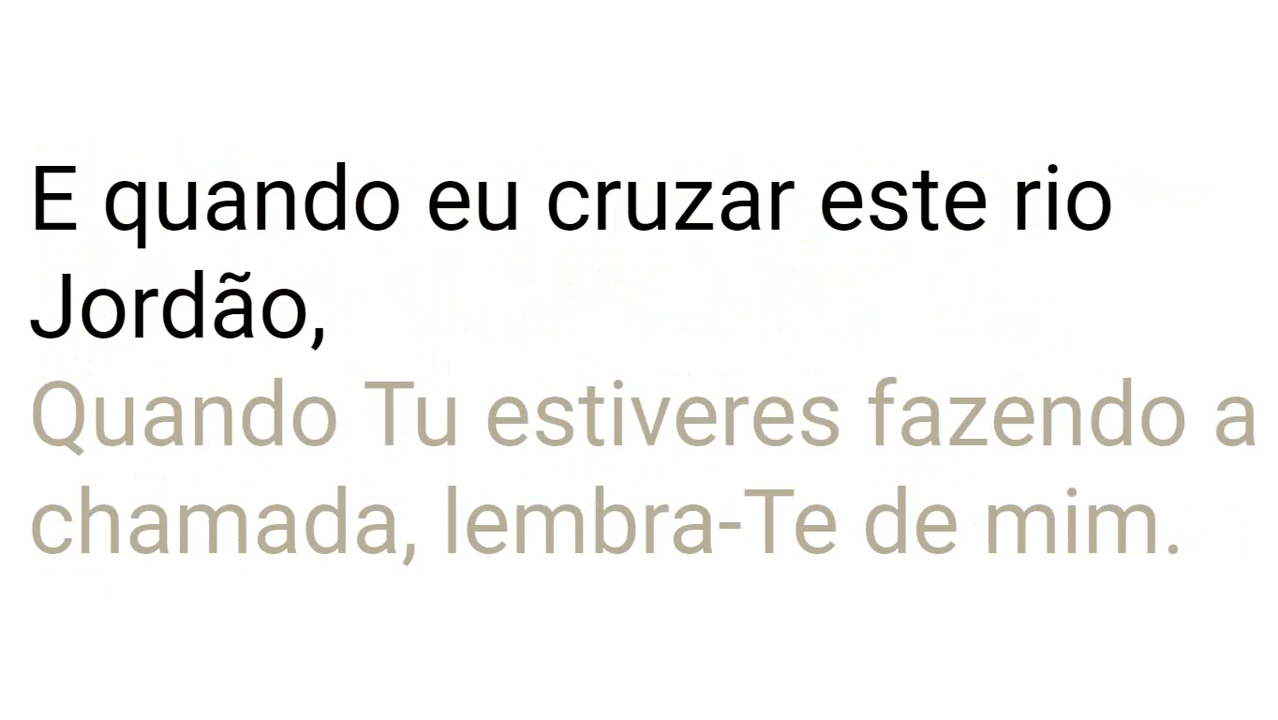 E quando eu cruzar este rio
Jordão,
Quando Tu estiveres fazendo a
chamada, lembra-Te de mim.